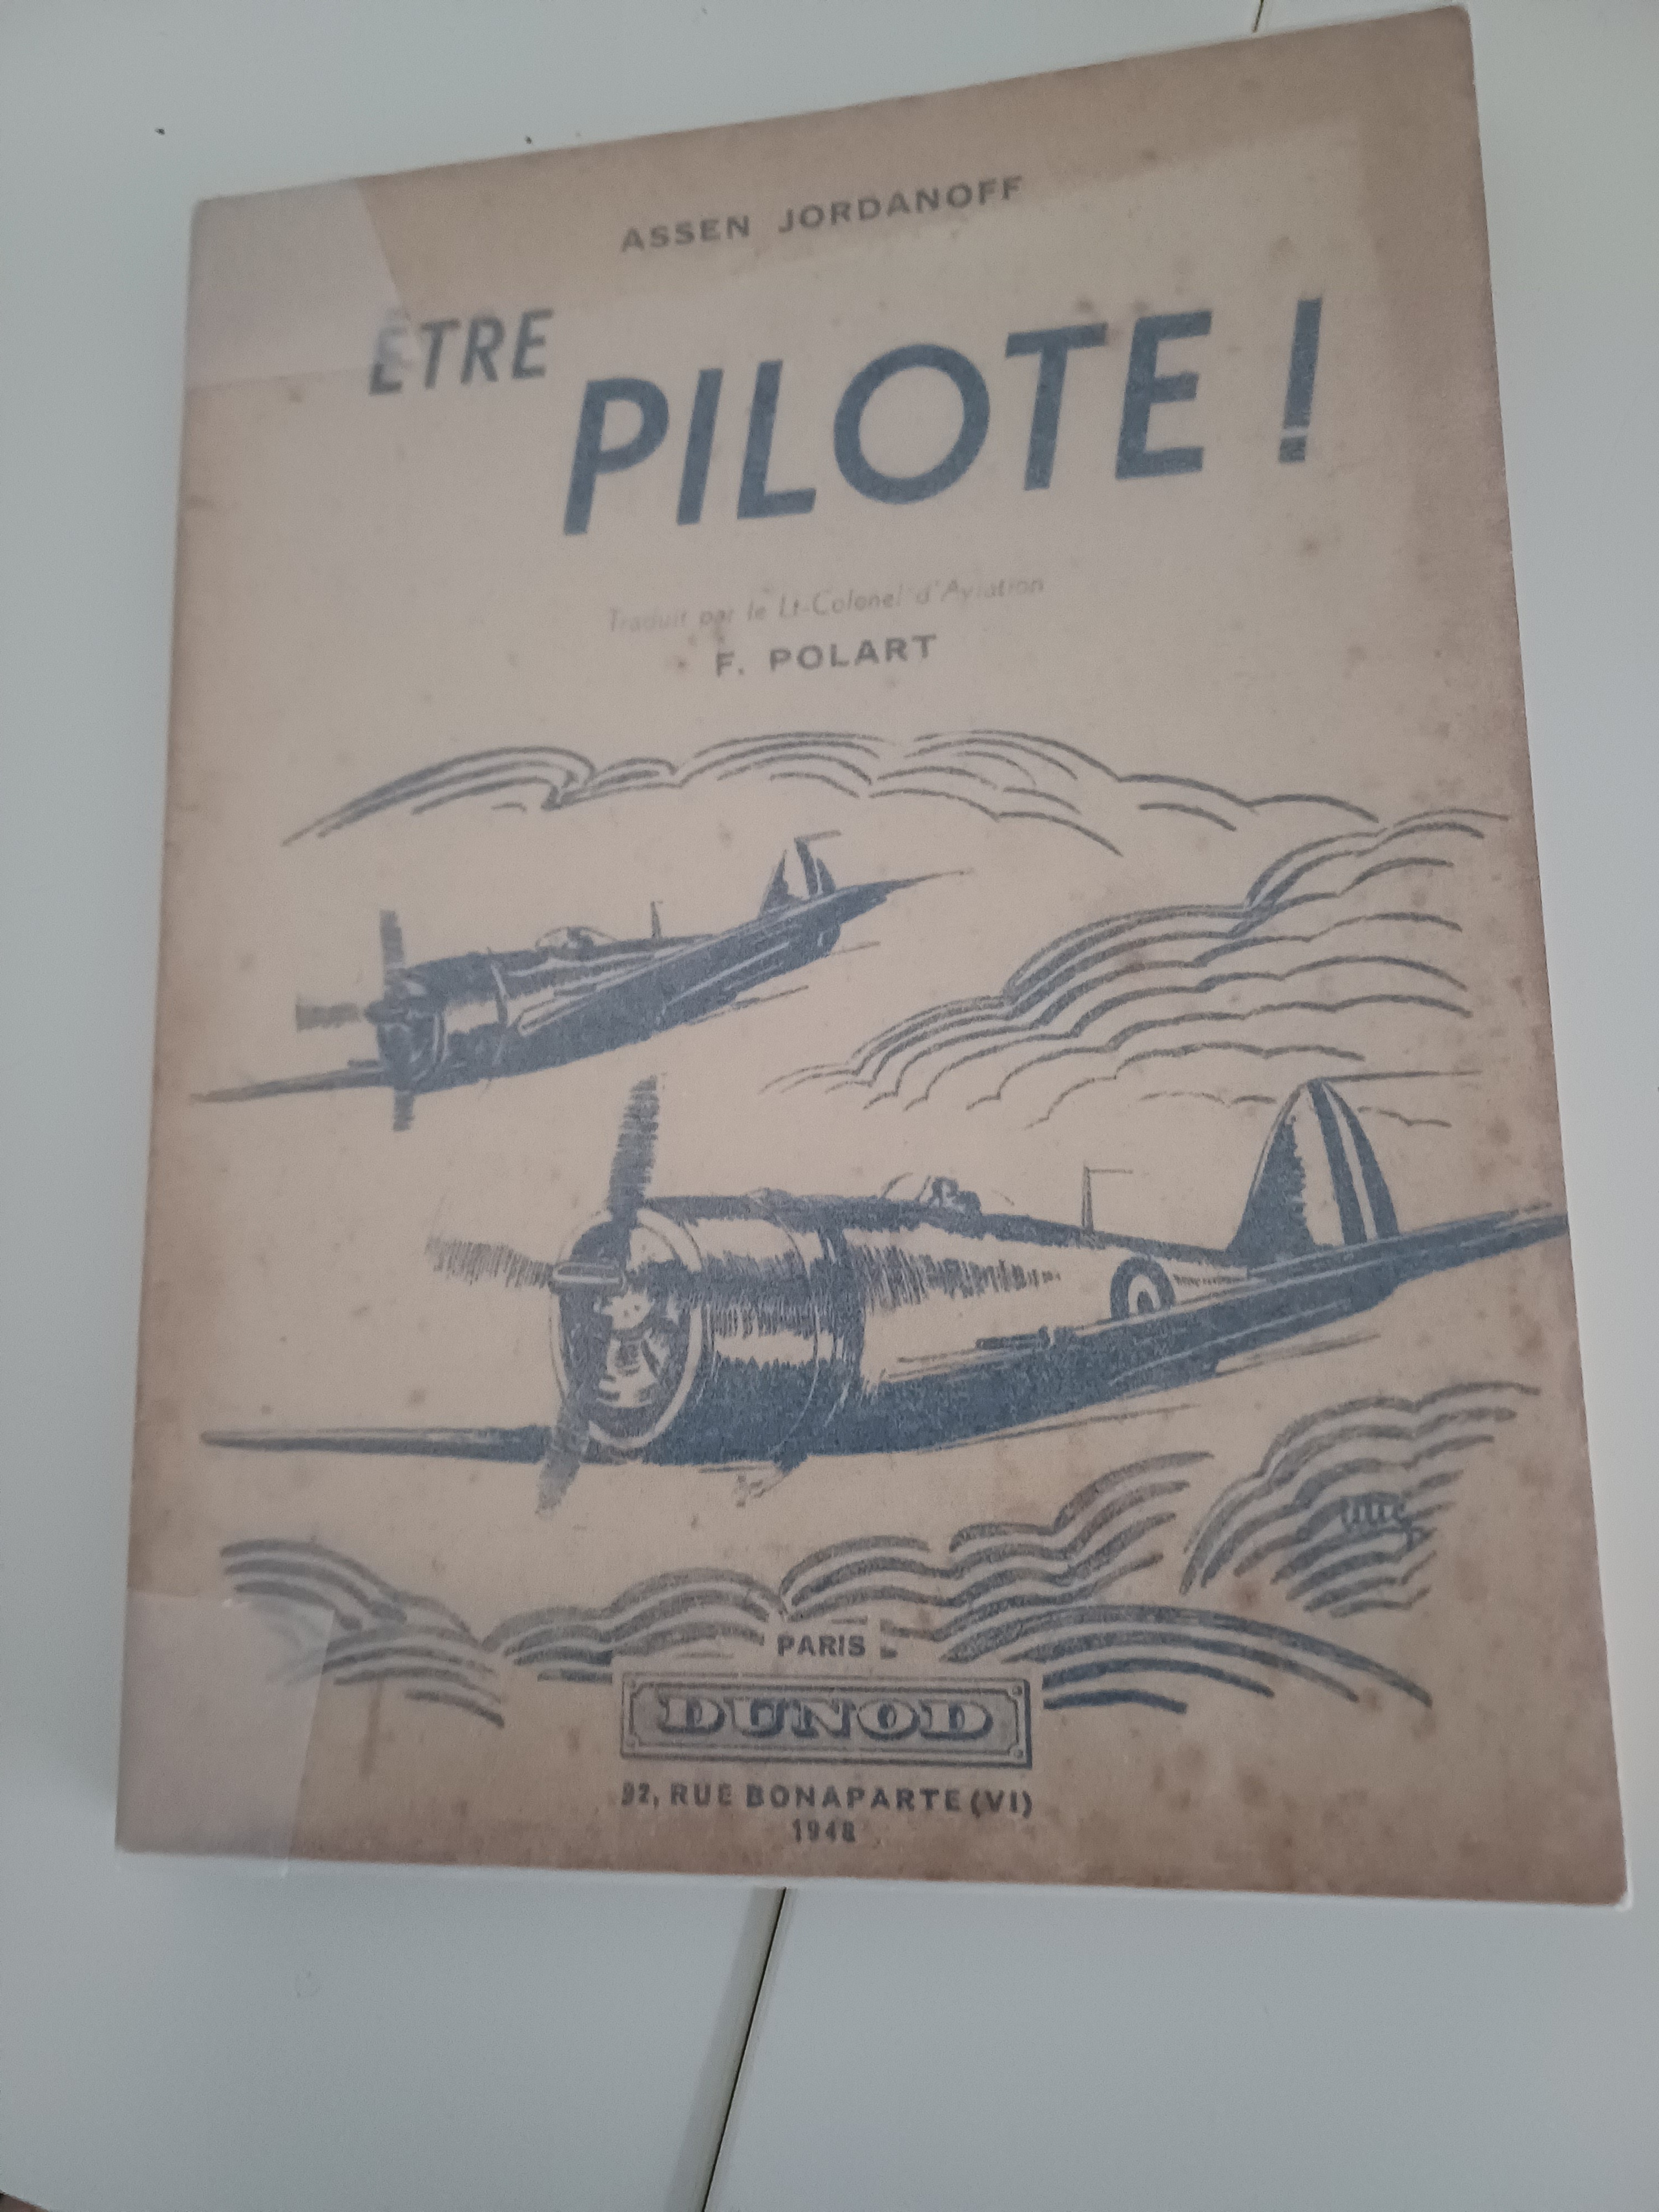 ASSEN JORDANOFF
ÊTRE
PILOTE !
Traduit par le Lt-Colonel d'Aviation
F. POLART
PARIS
DUNOD
92, RUE BONAPARTE (VI)
1948